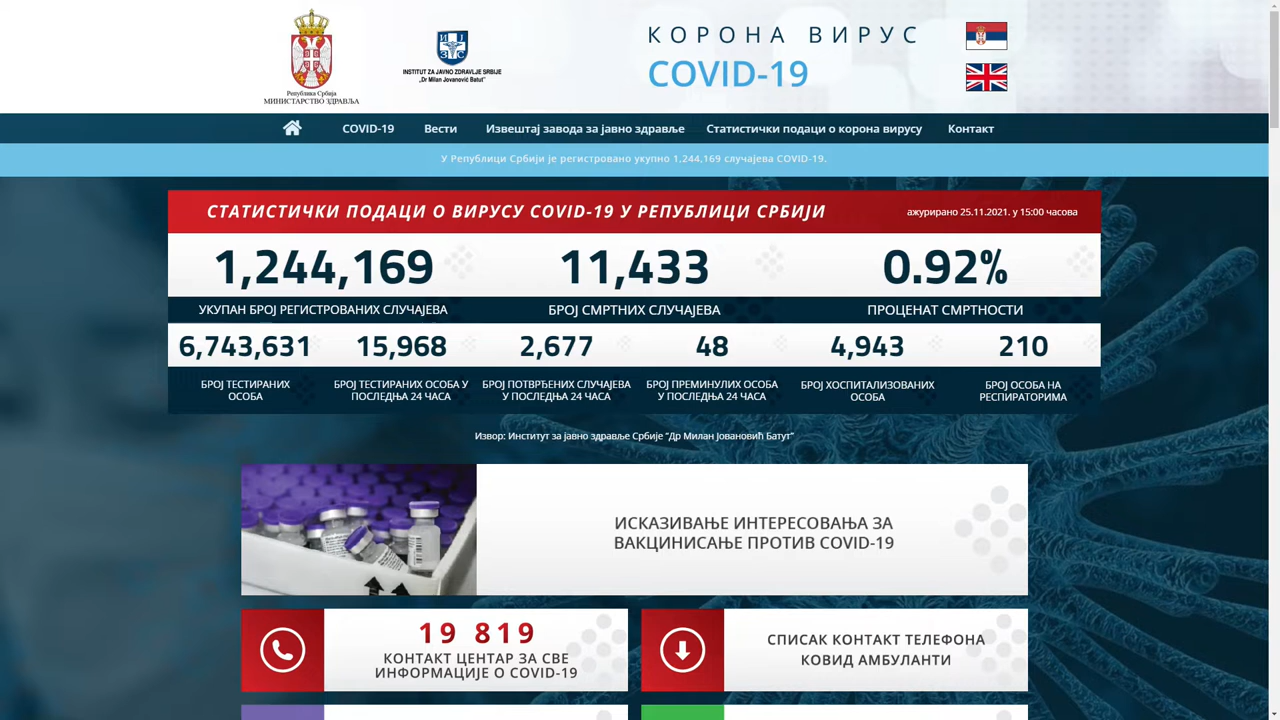 Република Србија
МИНИСТАРСТВО ЗДРАВЉА
И Ј
З С
INSTITUT ZA JAVNO ZDRAVLJE SRBIJE
„Dr Milan Jovanović Batut“
КОРОНА ВИРУС
COVID-19
COVID-19 Вести Извештај завода за јавно здравље Статистички подаци о корона вирусу Контакт
У Републици Србији је регистровано укупно 1,244,169 случајева COVID-19.
СТАТИСТИЧКИ ПОДАЦИ О ВИРУСУ COVID-19 У РЕПУБЛИЦИ СРБИЈИ ажурирано 25.11.2021. у 15:00 часова
1,244,169 11,433 0.92%
УКУПАН БРОЈ РЕГИСТРОВАНИХ СЛУЧАЈЕВА БРОЈ СМРТНИХ СЛУЧАЈЕВА ПРОЦЕНАТ СМРТНОСТИ
6,743,631 15,968 2,677 48 4,943 210
БРОЈ ТЕСТИРАНИХ БРОЈ ТЕСТИРАНИХ ОСОБА У БРОЈ ПОТВРЂЕНИХ СЛУЧАЈЕВА БРОЈ ПРЕМИНУЛИХ ОСОБА БРОЈ ХОСПИТАЛИЗОВАНИХ БРОЈ ОСОБА НА
ОСОБА ПОСЛЕДЊА 24 ЧАСА У ПОСЛЕДЊА 24 ЧАСА У ПОСЛЕДЊА 24 ЧАСА ОСОБА РЕСПИРАТОРИМА
Извор: Институт за јавно здравље Србије "Др Милан Јовановић Батут"
ИСКАЗИВАЊЕ ИНТЕРЕСОВАЊА ЗА
ВАКЦИНИСАЊЕ ПРОТИВ COVID-19
19 819
КОНТАКТ ЦЕНТАР ЗА СВЕ
ИНФОРМАЦИЈЕ О COVID-19
СПИСАК КОНТАКТ ТЕЛЕФОНА
КОВИД АМБУЛАНТИ